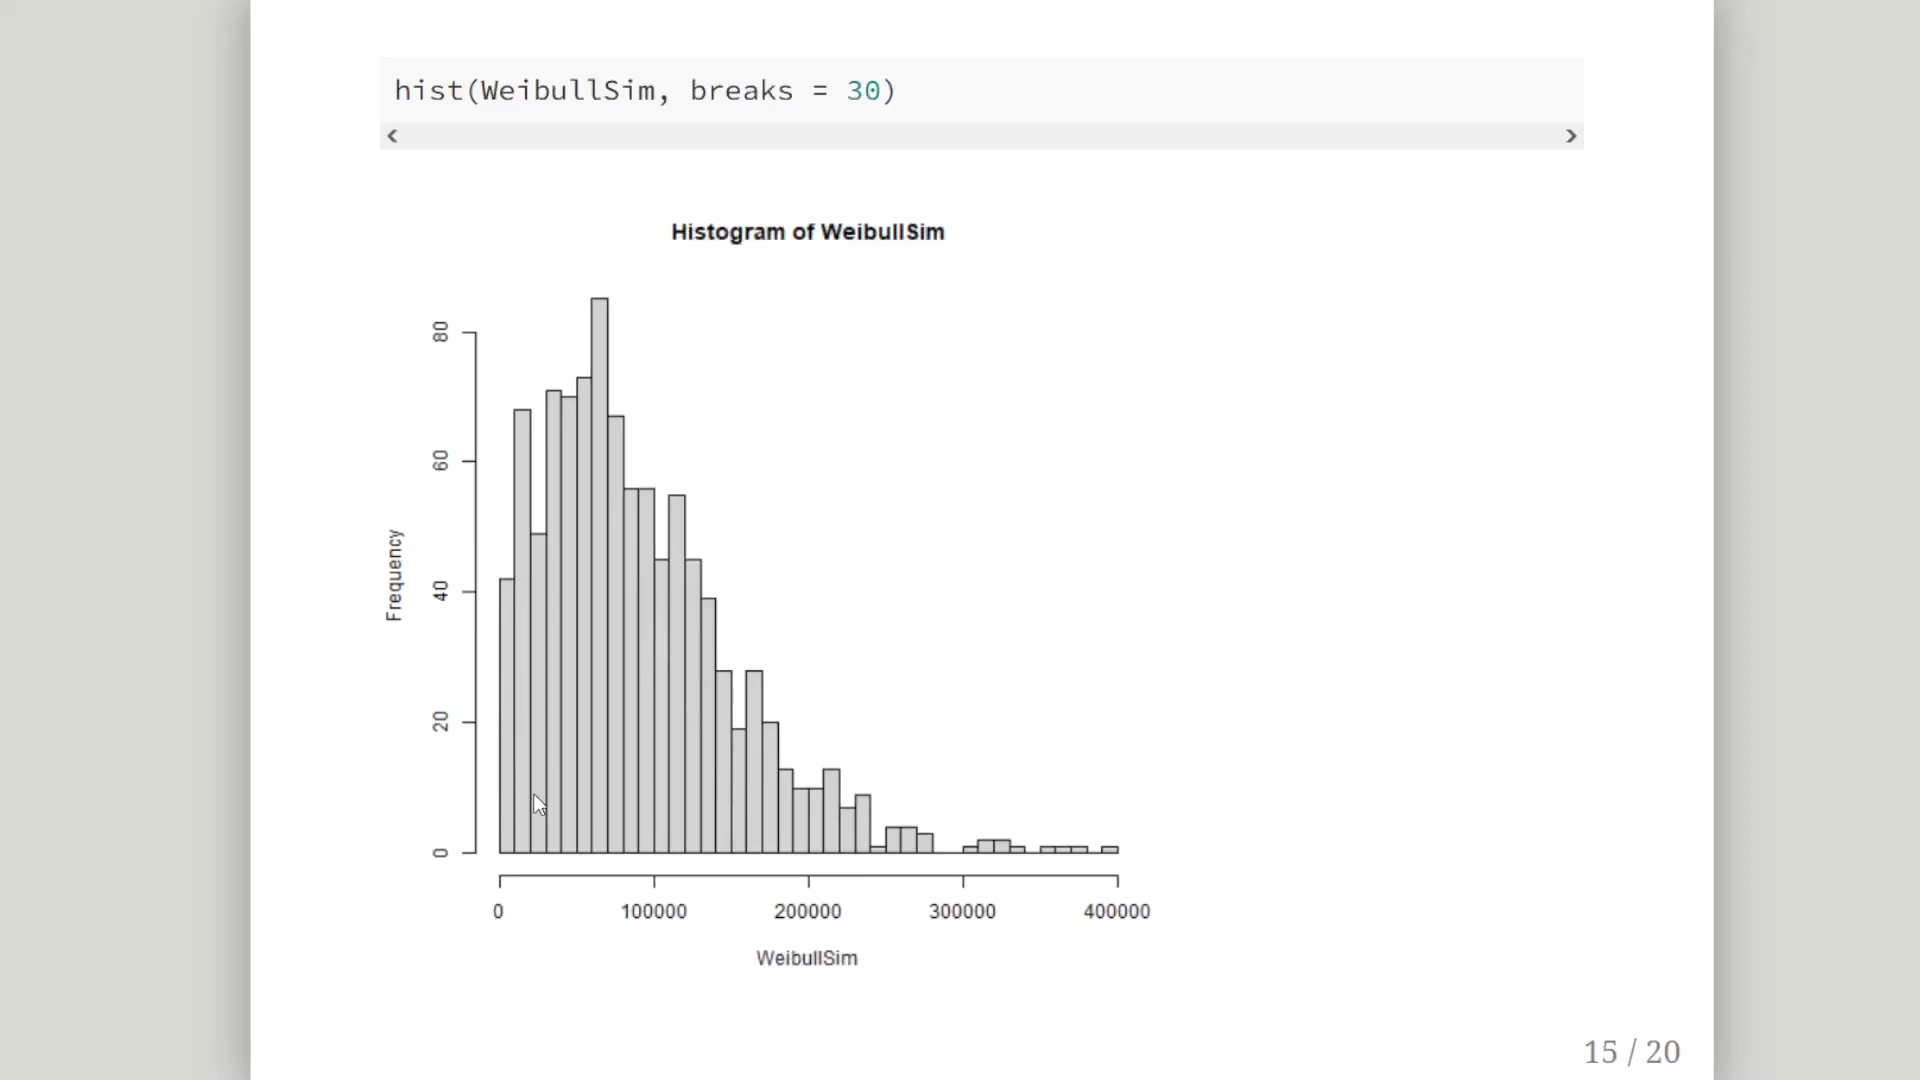 hist(WeibullSim, breaks = 30)
Histogram of WeibullSim
80
60
40
20
0
Frequency
0 100000 200000 300000 400000
WeibullSim
15 / 20